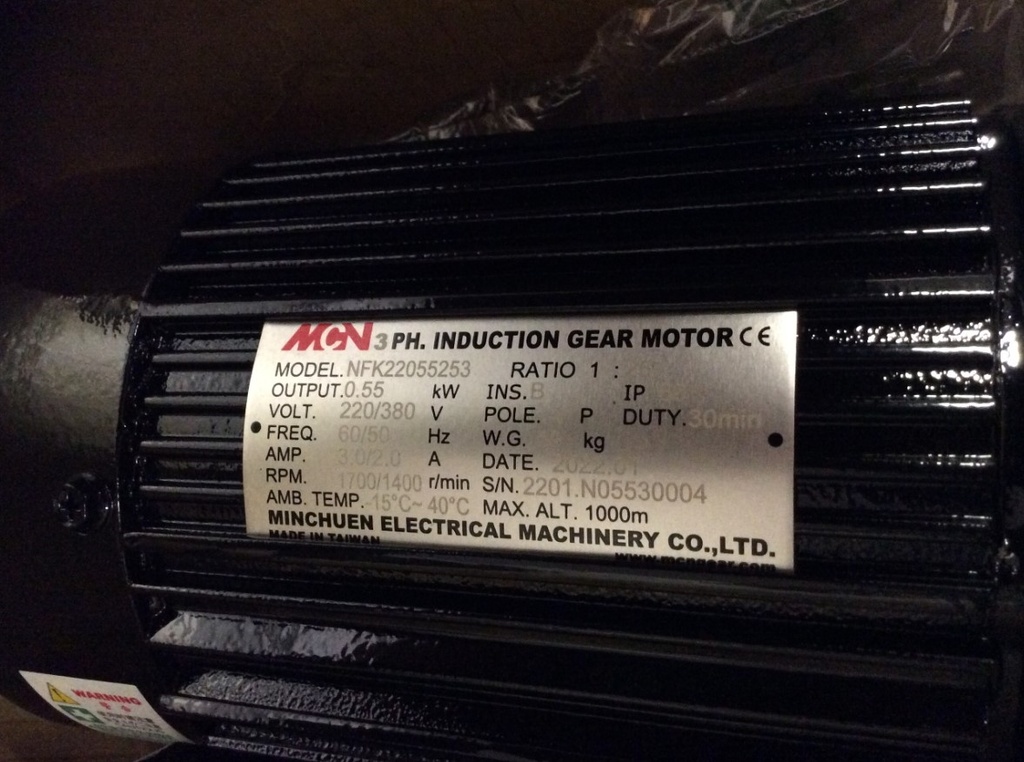 MCN 3 PH. INDUCTION GEAR MOTOR CE
MODEL. NFK22055253 RATIO 1 :
OUTPUT. 0.55 kW INS. B IP
VOLT. 220/380 V POLE. P DUTY. 30min
FREQ. 60/50 Hz W.G. kg
AMP. 3.0/2.0 A DATE. 2022.01
RPM. 1700/1400 r/min S/N. 2201.N05530004
AMB. TEMP. -15°C~ 40°C MAX. ALT. 1000m
MINCHUEN ELECTRICAL MACHINERY CO.,LTD.
MADE IN TAIWAN
www.mcngear.com
WARNING